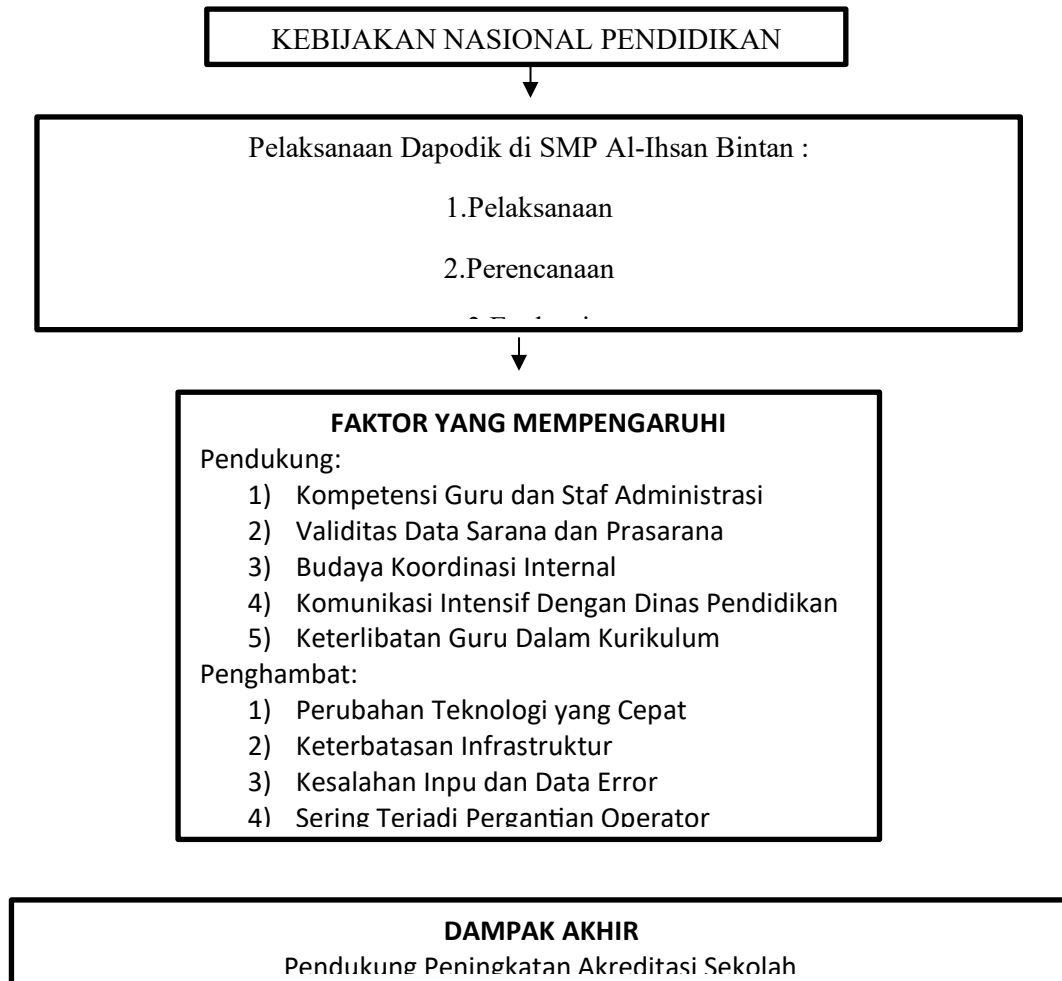 KEBIJAKAN NASIONAL PENDIDIKAN
Pelaksanaan Dapodik di SMP Al-Ihsan Bintan :
1.Pelaksanaan
2.Perencanaan
FAKTOR YANG MEMPENGARUHI
Pendukung:
1) Kompetensi Guru dan Staf Administrasi
2) Validitas Data Sarana dan Prasarana
3) Budaya Koordinasi Internal
4) Komunikasi Intensif Dengan Dinas Pendidikan
5) Keterlibatan Guru Dalam Kurikulum
Penghambat:
1) Perubahan Teknologi yang Cepat
2) Keterbatasan Infrastruktur
3) Kesalahan Inpu dan Data Error
4) Sering Terjadi Pergantian Operator
DAMPAK AKHIR
Pendukung Peningkatan Akreditasi Sekolah